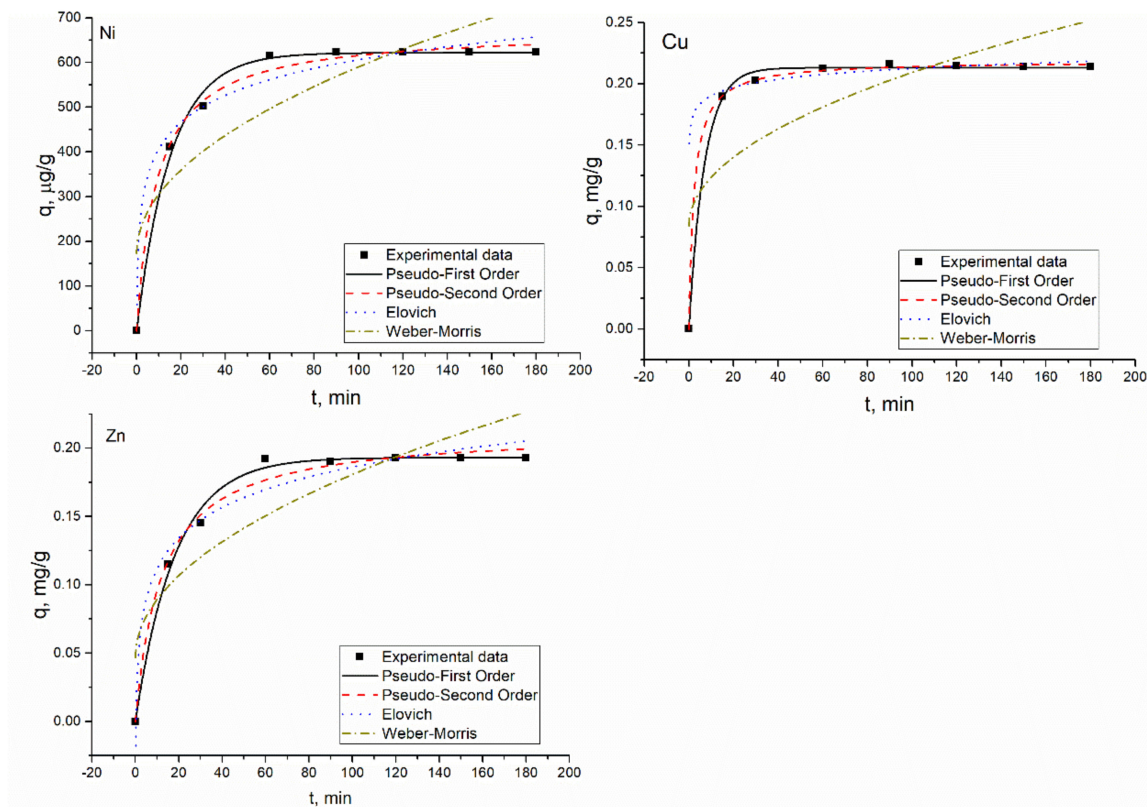 Ni
700
600
500
400
300
200
100
0
q, μg/g
Experimental data
Pseudo-First Order
Pseudo-Second Order
Elovich
Weber-Morris
-20 0 20 40 60 80 100 120 140 160 180 200
t, min
Cu
0.25
0.20
0.15
0.10
0.05
0.00
q, mg/g
Experimental data
Pseudo-First Order
Pseudo-Second Order
Elovich
Weber-Morris
-20 0 20 40 60 80 100 120 140 160 180 200
t, min
Zn
0.20
0.15
0.10
0.05
0.00
q, mg/g
Experimental data
Pseudo-First Order
Pseudo-Second Order
Elovich
Weber-Morris
-20 0 20 40 60 80 100 120 140 160 180 200
t, min